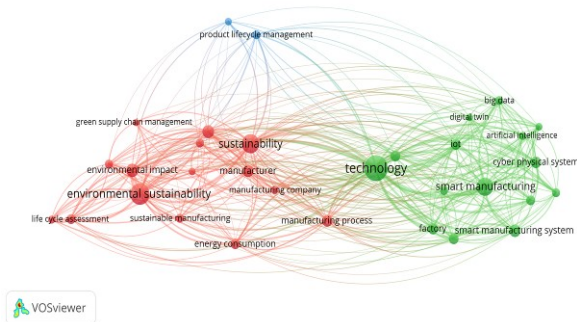 product lifecycle management
big data
digital twin
green supply chain management
artificial intelligence
sustainability
iot
cyber physical system
environmental impact
manufacturer
technology
smart manufacturing
environmental sustainability
manufacturing company
life cycle assessment
sustainable manufacturing
manufacturing process
factory
smart manufacturing system
energy consumption
VOSviewer